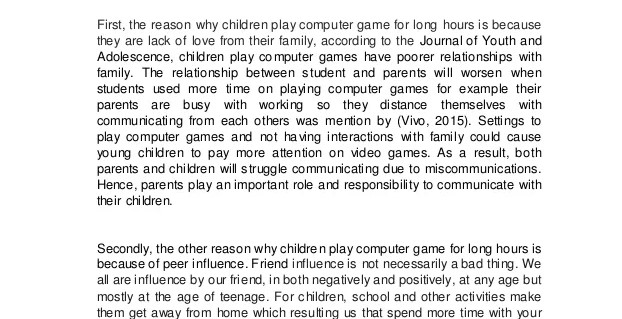 First, the reason why children play computer game for long hours is because
they are lack of love from their family, according to the Journal of Youth and
Adolescence, children play computer games have poorer relationships with
family. The relationship between student and parents will worsen when
students used more time on playing computer games for example their
parents are busy with working so they distance themselves with
communicating from each others was mention by (Vivo, 2015). Settings to
play computer games and not having interactions with family could cause
young children to pay more attention on video games. As a result, both
parents and children will struggle communicating due to miscommunications.
Hence, parents play an important role and responsibility to communicate with
their children.
Secondly, the other reason why children play computer game for long hours is
because of peer influence. Friend influence is not necessarily a bad thing. We
all are influence by our friend, in both negatively and positively, at any age but
mostly at the age of teenage. For children, school and other activities make
them get away from home which resulting us that spend more time with your